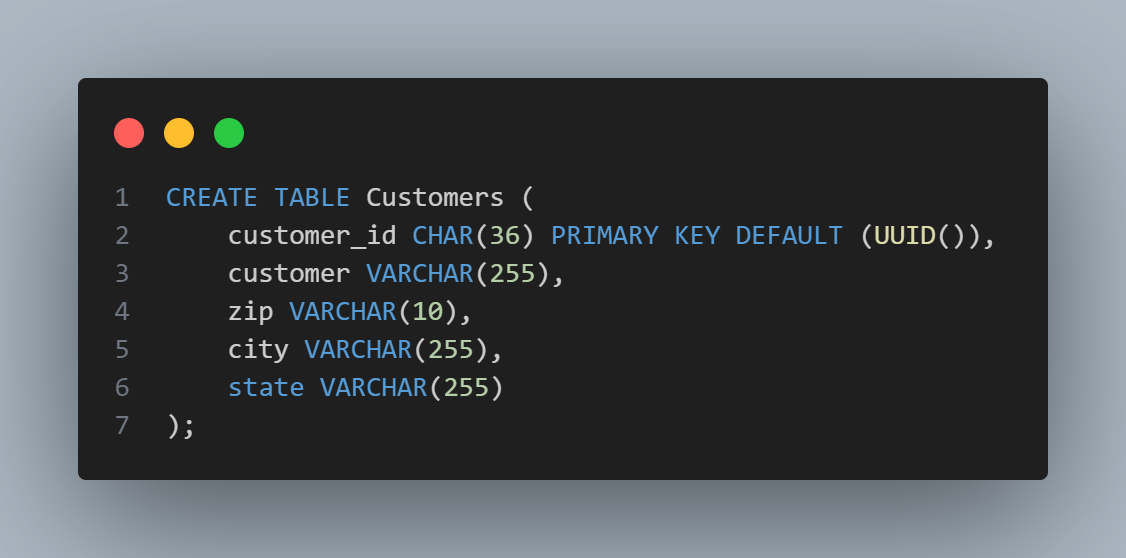 1 CREATE TABLE Customers (
2     customer_id CHAR(36) PRIMARY KEY DEFAULT (UUID()),
3     customer VARCHAR(255),
4     zip VARCHAR(10),
5     city VARCHAR(255),
6     state VARCHAR(255)
7 );